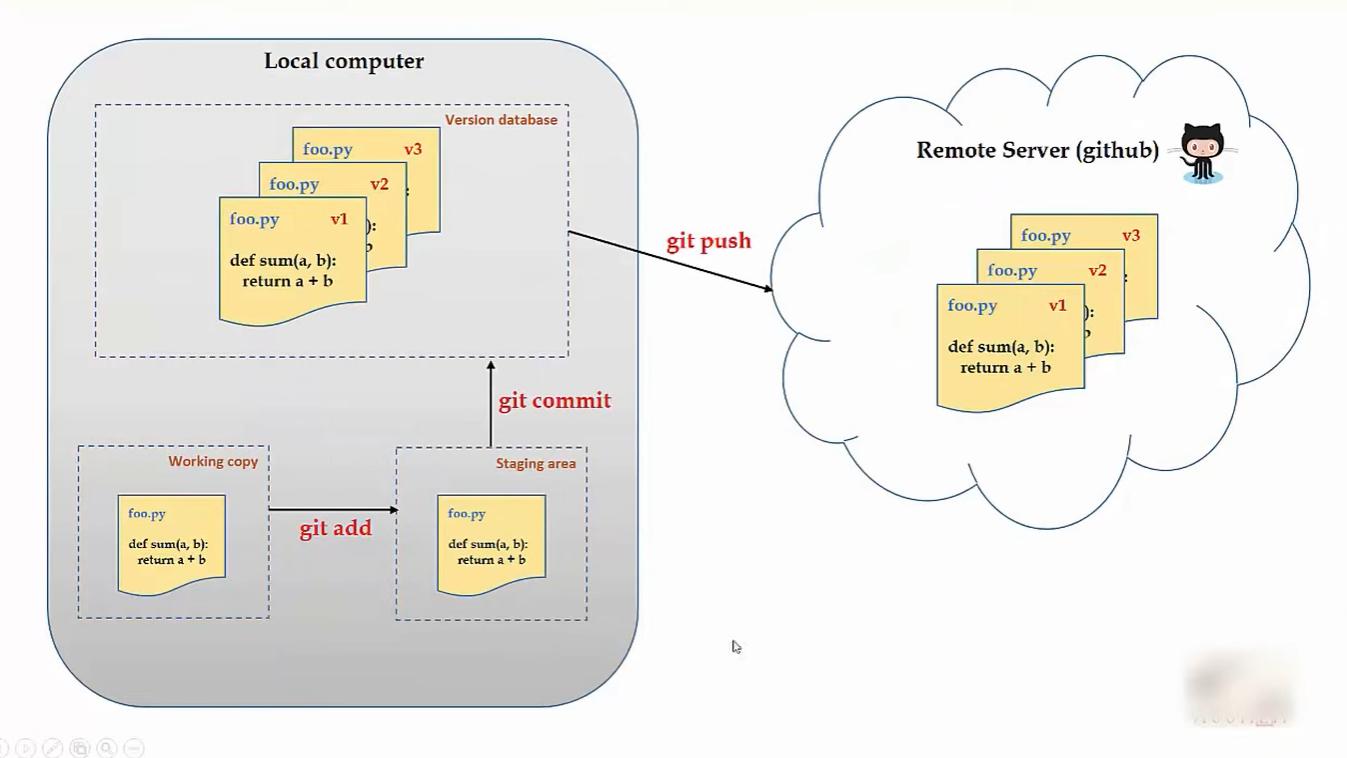 Local computer
Version database
foo.py v3
:
foo.py v2
):
b
foo.py v1
def sum(a, b):
return a + b
git push
git commit
Working copy
foo.py
def sum(a, b):
return a + b
git add
Staging area
foo.py
def sum(a, b):
return a + b
Remote Server (github)
foo.py v3
:
foo.py v2
):
b
foo.py v1
def sum(a, b):
return a + b